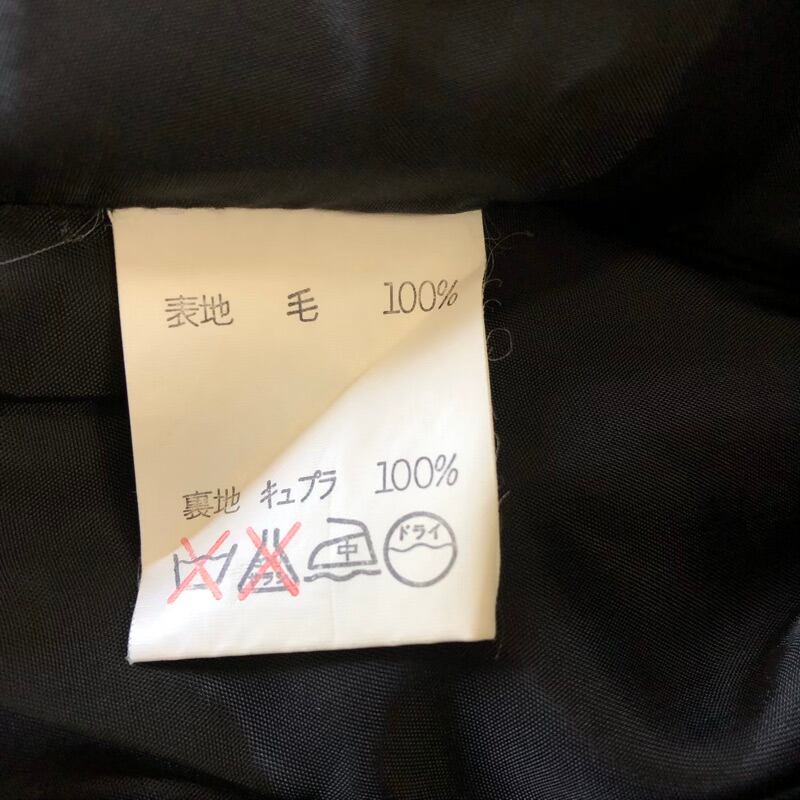 表地 毛 100%
裏地 キュプラ 100%
中 ドライ